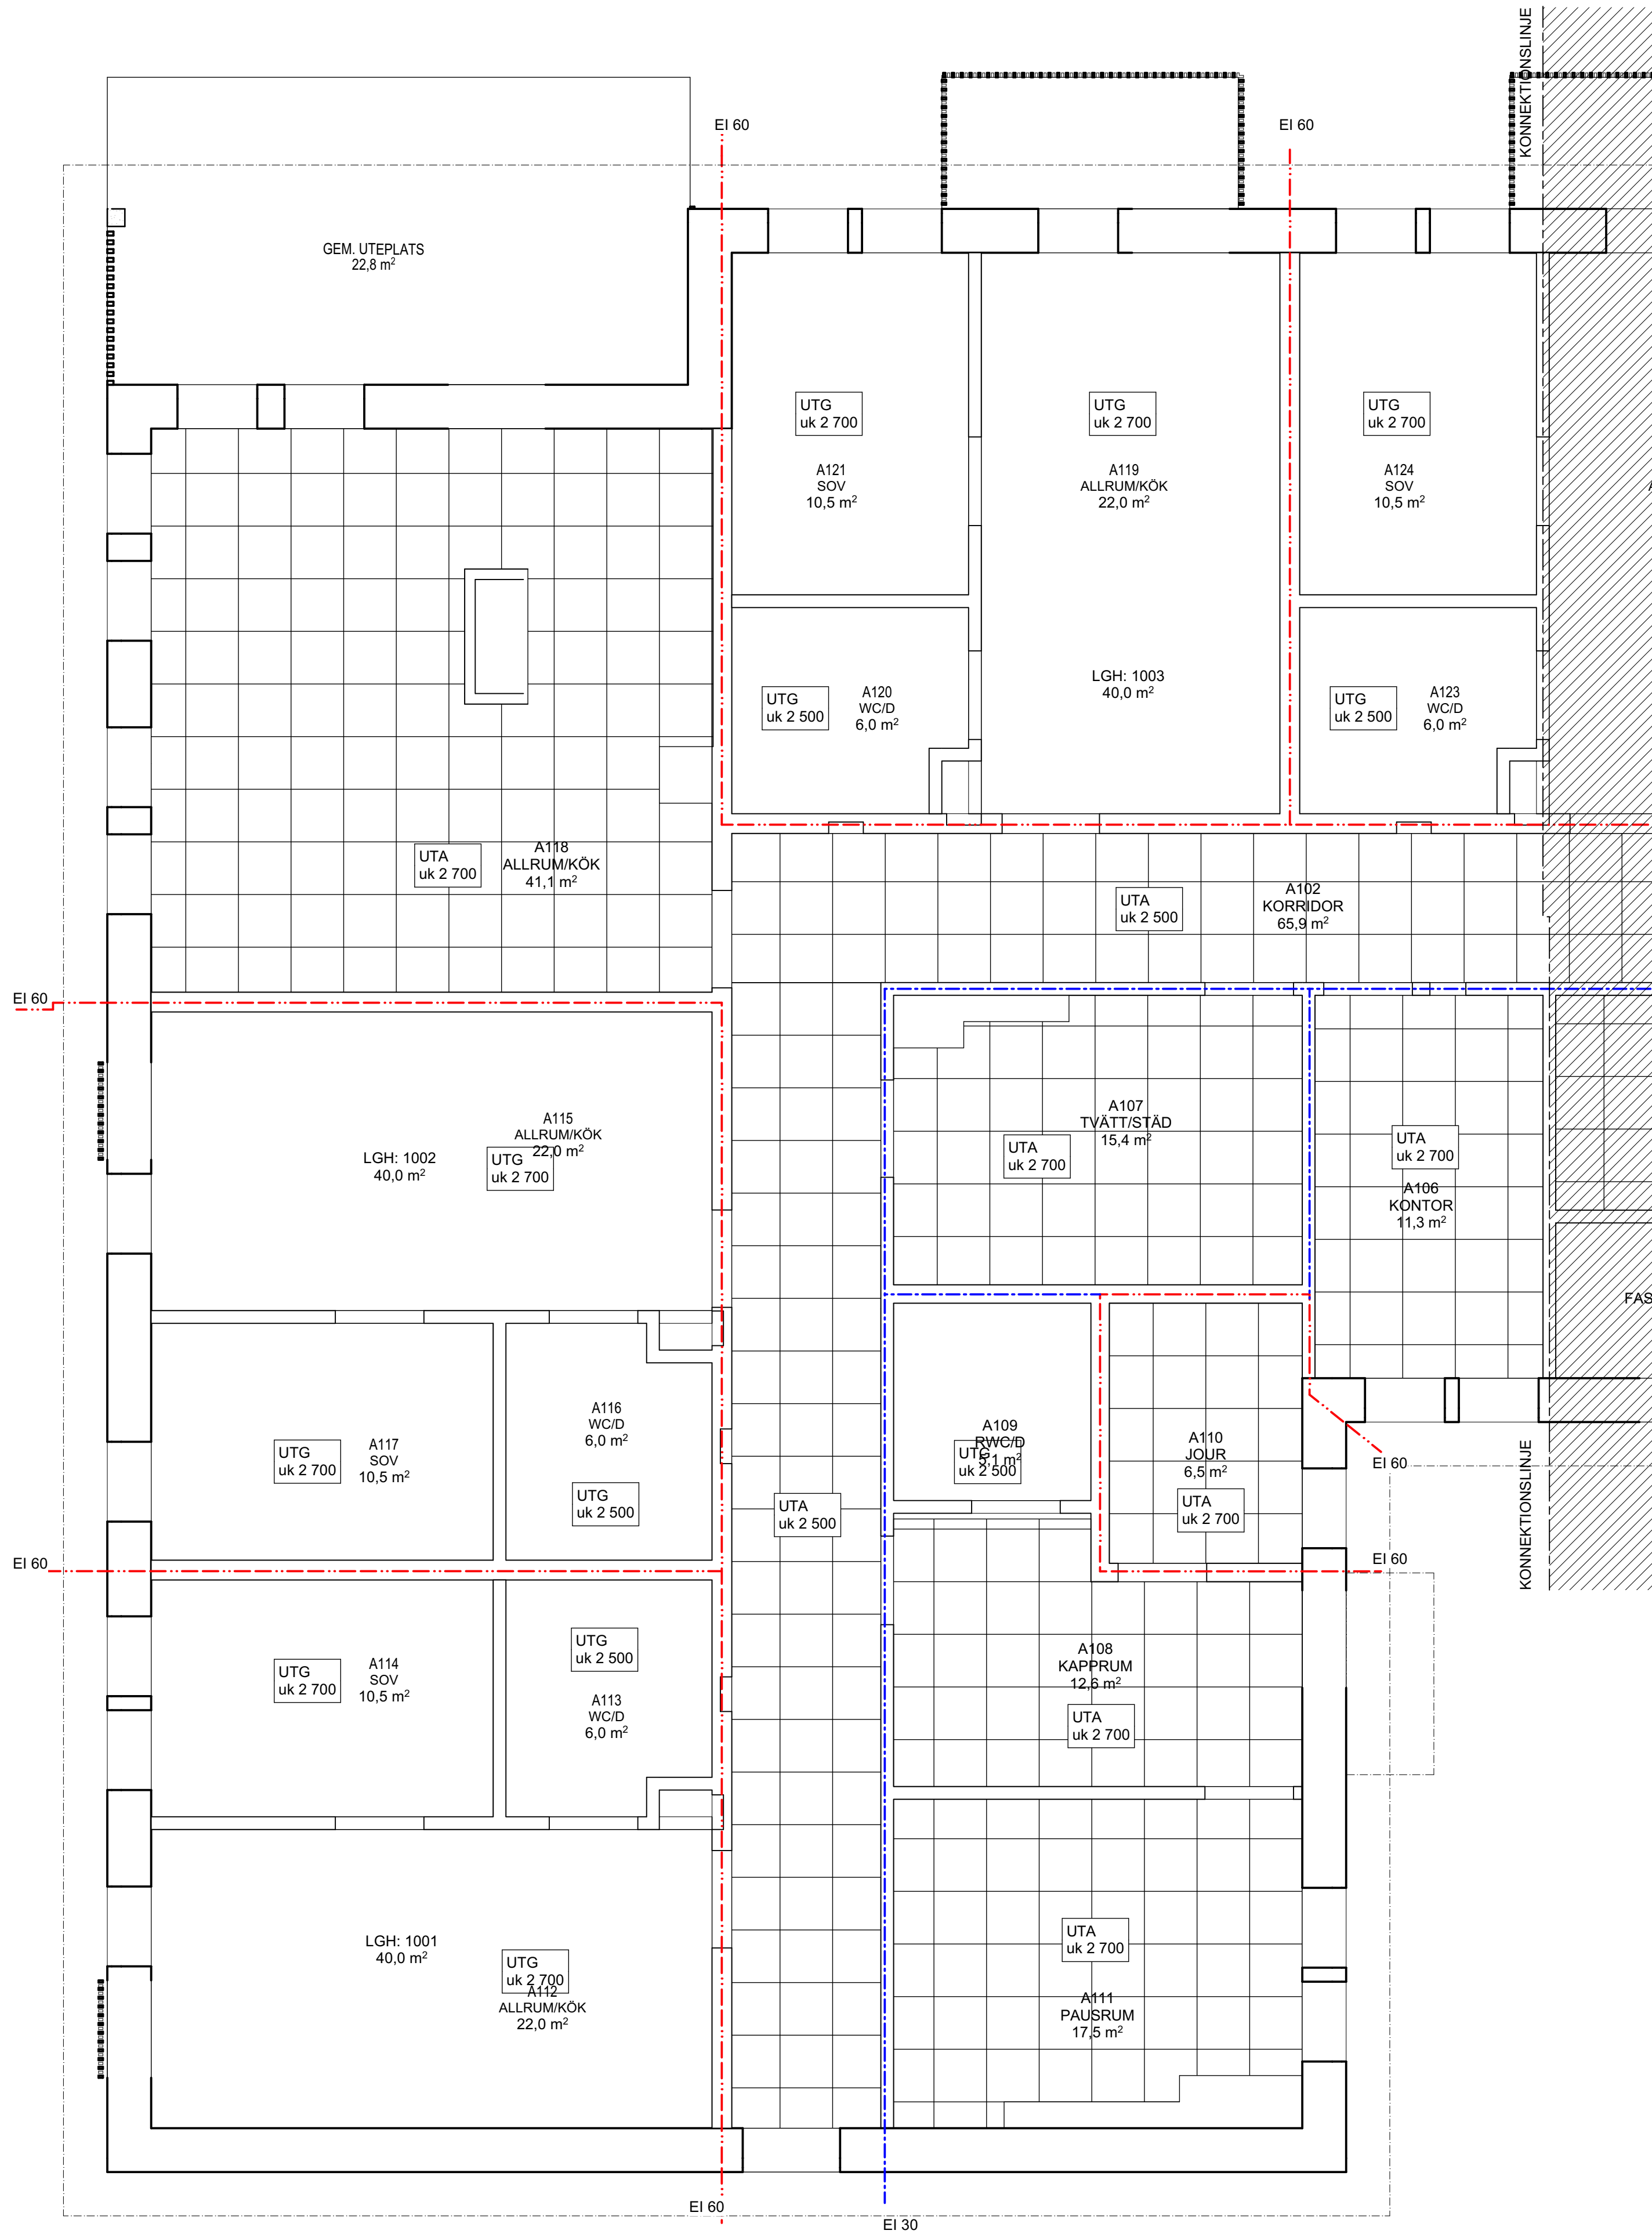 KONNEKTIONSLINJE
EI 60
EI 60
GEM. UTEPLATS
22,8 m²
UTG
uk 2 700
A121
SOV
10,5 m²
UTG
uk 2 700
A119
ALLRUM/KÖK
22,0 m²
UTG
uk 2 700
A124
SOV
10,5 m²
LGH: 1003
40,0 m²
UTG
uk 2 500
A120
WC/D
6,0 m²
UTG
uk 2 500
A123
WC/D
6,0 m²
UTA
uk 2 700
A118
ALLRUM/KÖK
41,1 m²
UTA
uk 2 500
A102
KORRIDOR
65,9 m²
EI 60
A115
ALLRUM/KÖK
22,0 m²
LGH: 1002
40,0 m²
UTG
uk 2 700
A107
TVÄTT/STÄD
15,4 m²
UTA
uk 2 700
UTA
uk 2 700
A106
KONTOR
11,3 m²
FAS
A116
WC/D
6,0 m²
UTG
uk 2 700
A117
SOV
10,5 m²
UTG
uk 2 500
UTA
uk 2 500
A109
RWC/D
5,1 m²
UTG
uk 2 500
A110
JOUR
6,5 m²
UTA
uk 2 700
EI 60
KONNEKTIONSLINJE
EI 60
EI 60
UTG
uk 2 700
A114
SOV
10,5 m²
UTG
uk 2 500
A113
WC/D
6,0 m²
A108
KAPPRUM
12,6 m²
UTA
uk 2 700
LGH: 1001
40,0 m²
UTG
uk 2 700
A112
ALLRUM/KÖK
22,0 m²
UTA
uk 2 700
A111
PAUSRUM
17,5 m²
EI 60
EI 30